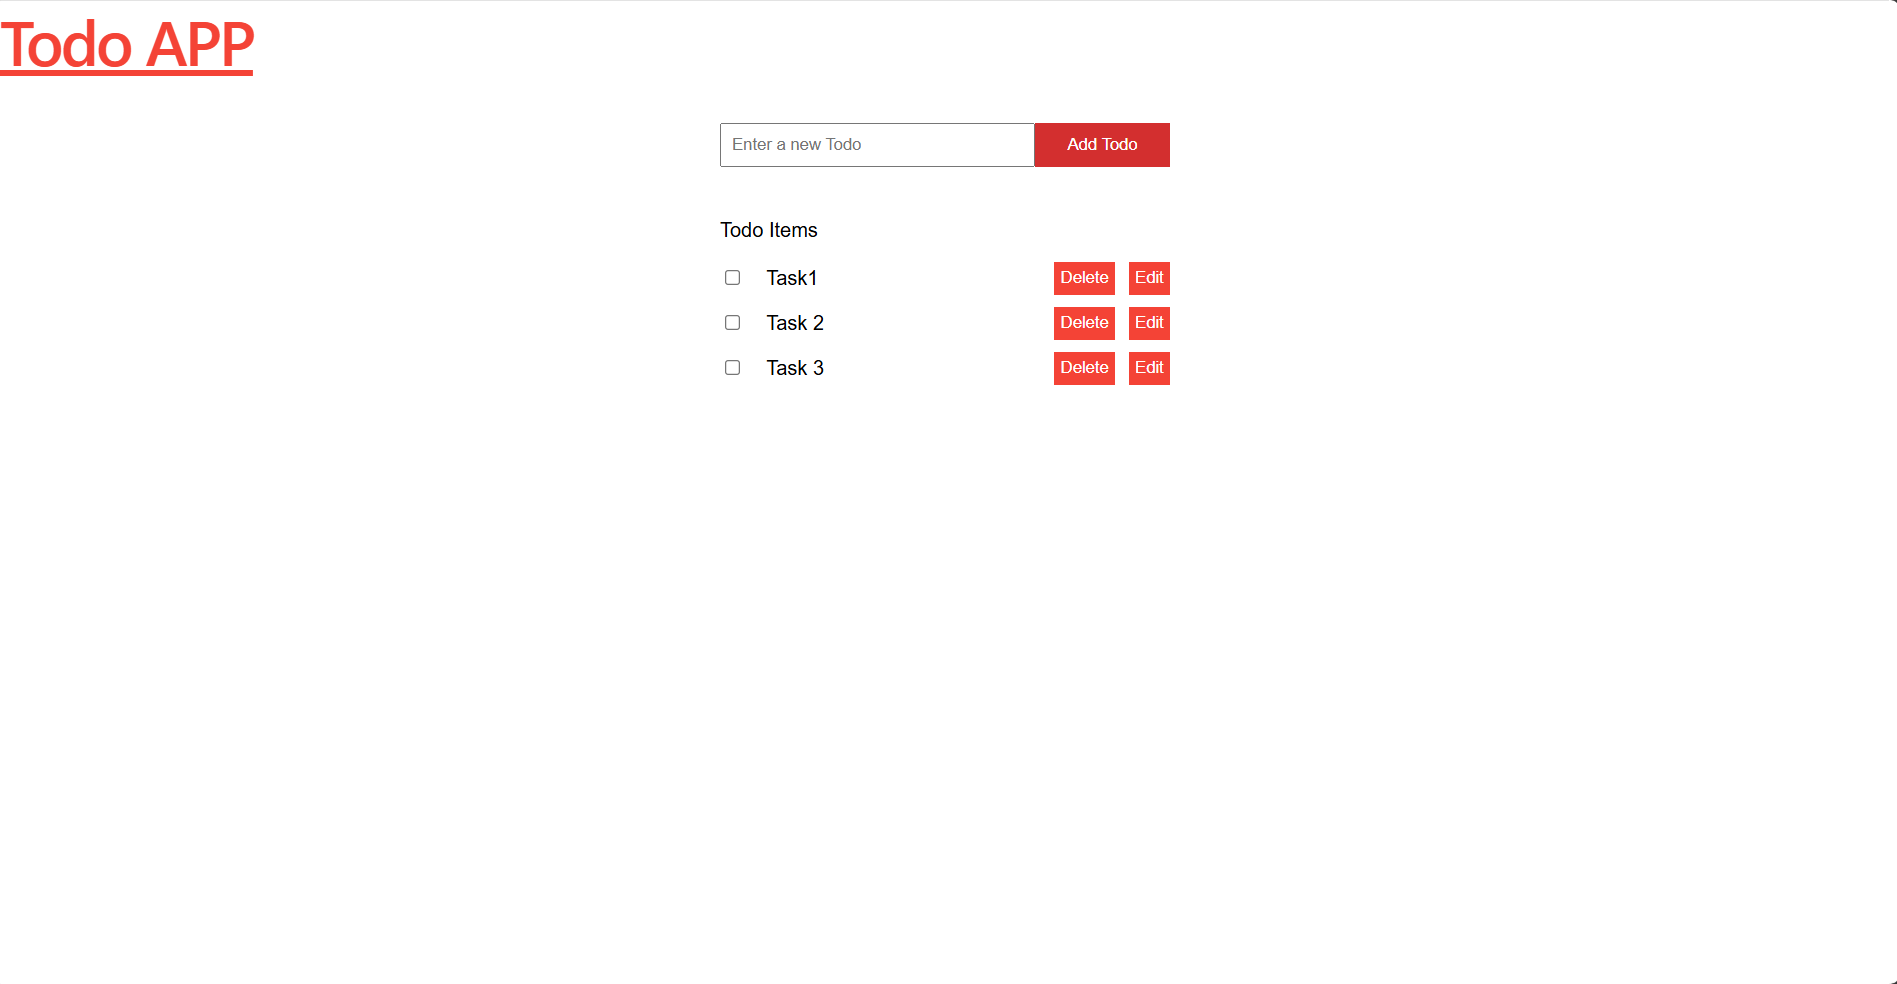 Todo APP
Enter a new Todo Add Todo
Todo Items
Task1 Delete Edit
Task 2 Delete Edit
Task 3 Delete Edit